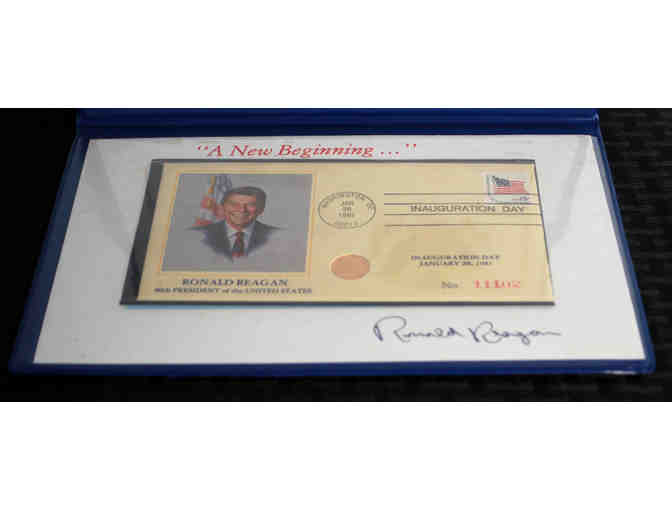 "A New Beginning ..."
WASHINGTON, DC
JAN
20
1981
INAUGURATION DAY
INAUGURATION DAY
JANUARY 20, 1981
No. 11102
RONALD REAGAN
40th PRESIDENT of the UNITED STATES
Ronald Reagan